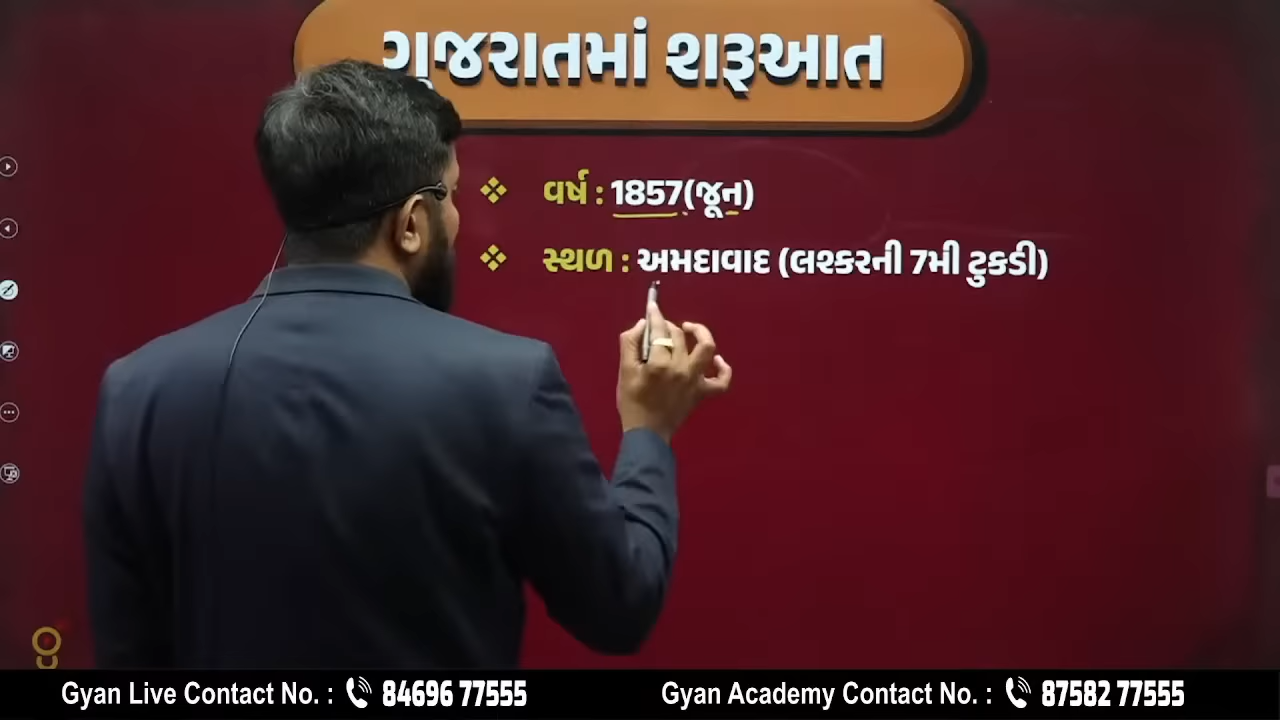 ગુજરાતમાં શરૂઆત
❖ વર્ષ : 1857(જૂન)
❖ સ્થળ : અમદાવાદ (લશ્કરની 7મી ટુકડી)
Gyan Live Contact No. : 84696 77555
Gyan Academy Contact No. : 87582 77555